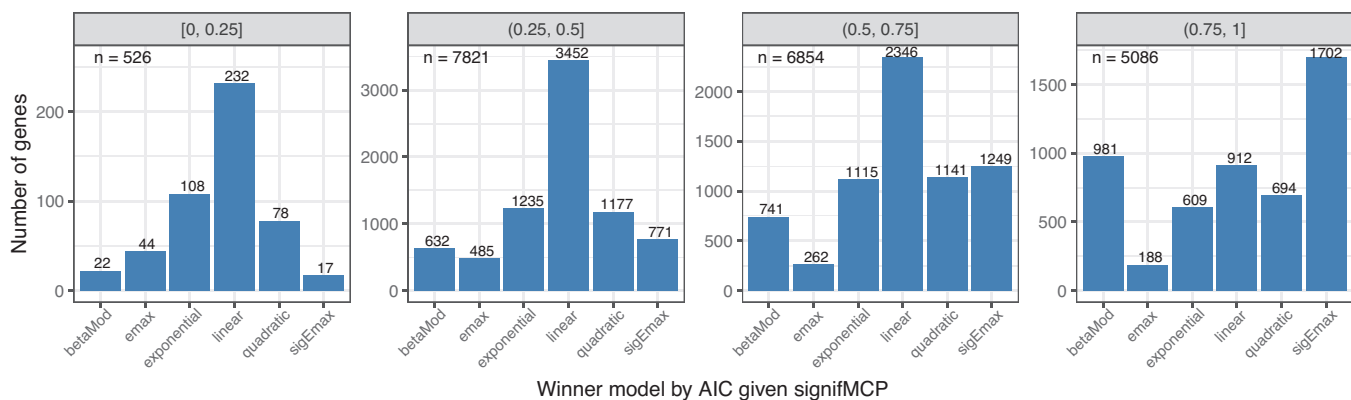 [0, 0.25]
(0.25, 0.5]
(0.5, 0.75]
(0.75, 1]
Number of genes
n = 526
200
100
0
22
44
108
232
78
17
betaMod
emax
exponential
linear
quadratic
sigEmax
n = 7821
3000
2000
1000
0
632
485
1235
3452
1177
771
betaMod
emax
exponential
linear
quadratic
sigEmax
n = 6854
2000
1500
1000
500
0
741
262
1115
2346
1141
1249
betaMod
emax
exponential
linear
quadratic
sigEmax
n = 5086
1500
1000
500
0
981
188
609
912
694
1702
betaMod
emax
exponential
linear
quadratic
sigEmax
Winner model by AIC given signifMCP